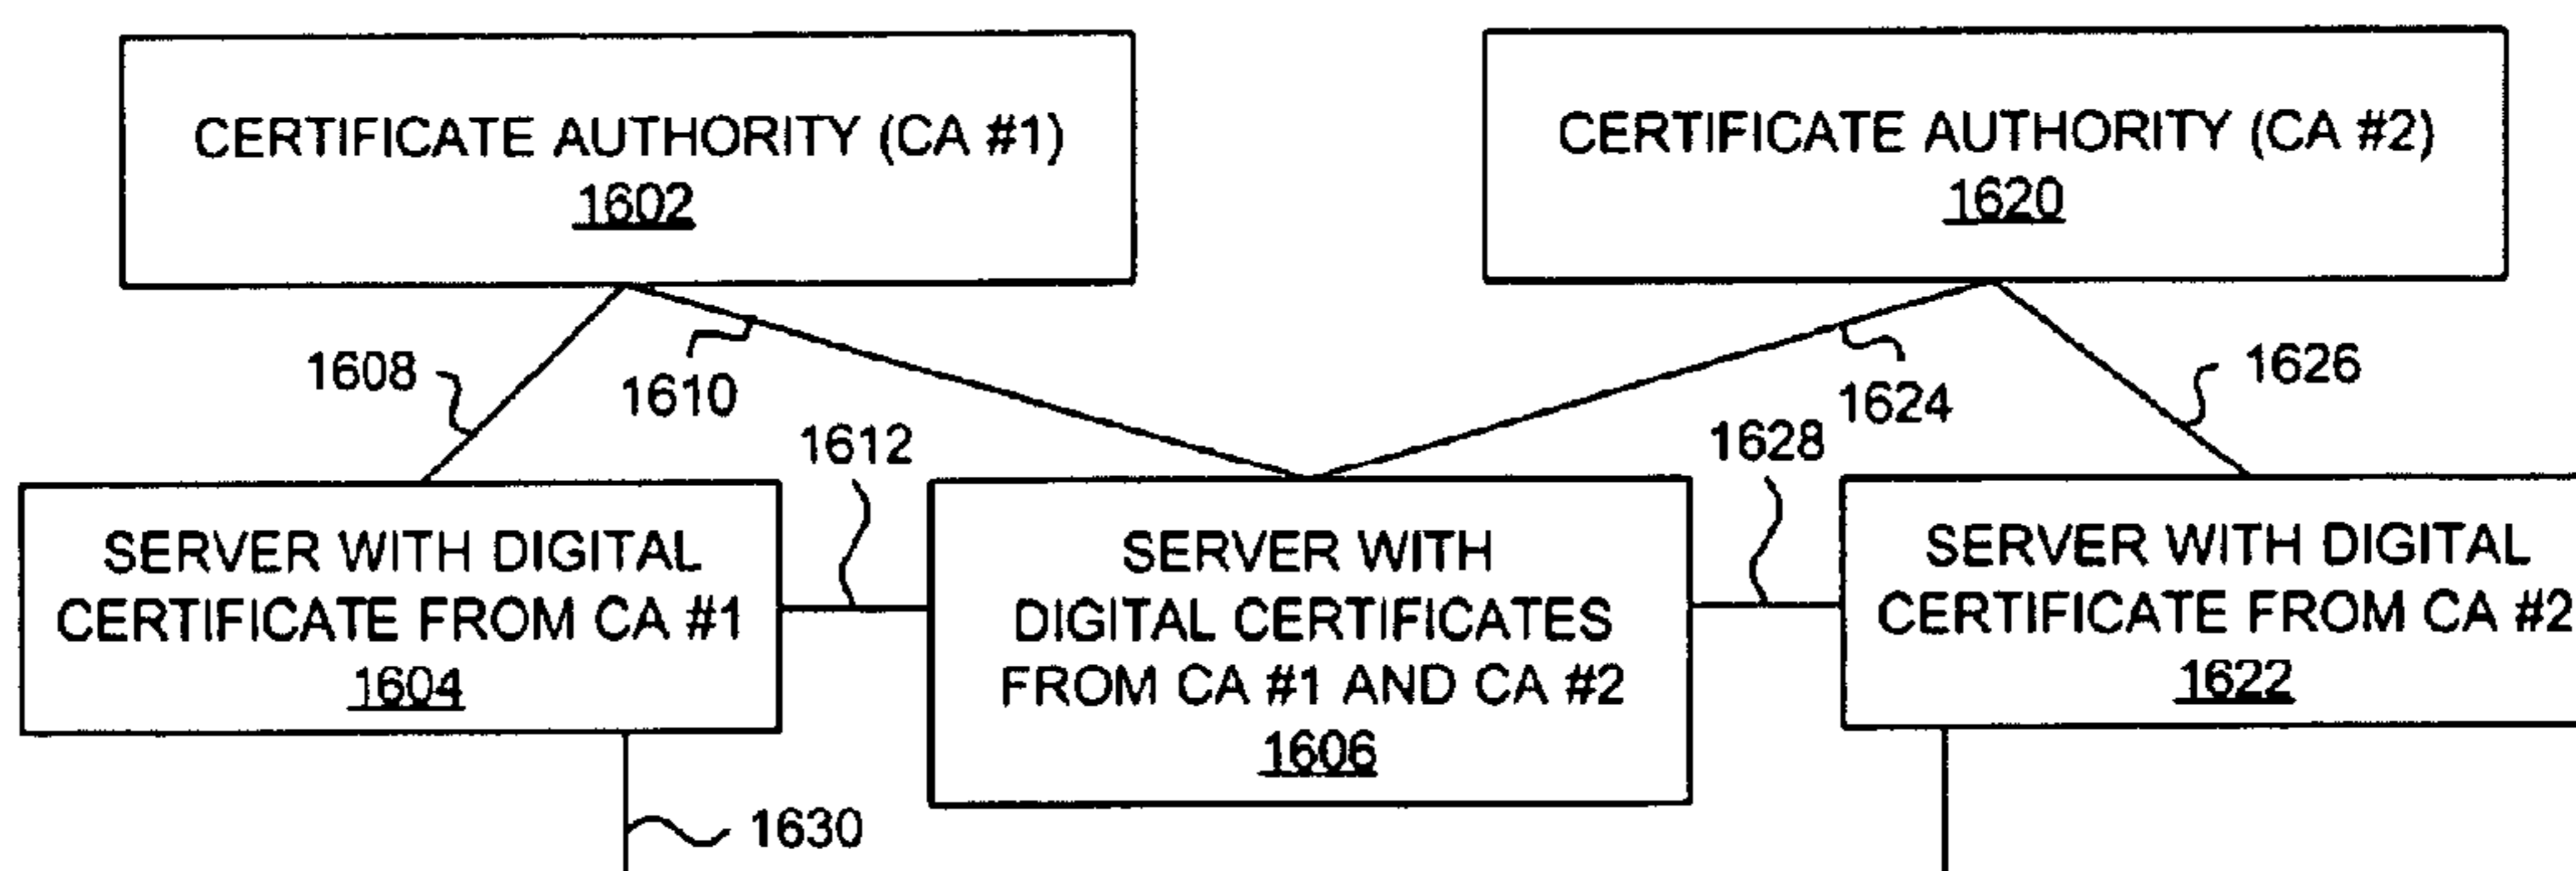 CERTIFICATE AUTHORITY (CA #1)
1602
CERTIFICATE AUTHORITY (CA #2)
1620
1608
1610
1624
1626
1612
1628
SERVER WITH DIGITAL
CERTIFICATE FROM CA #1
1604
SERVER WITH
DIGITAL CERTIFICATES
FROM CA #1 AND CA #2
1606
SERVER WITH DIGITAL
CERTIFICATE FROM CA #2
1622
1630